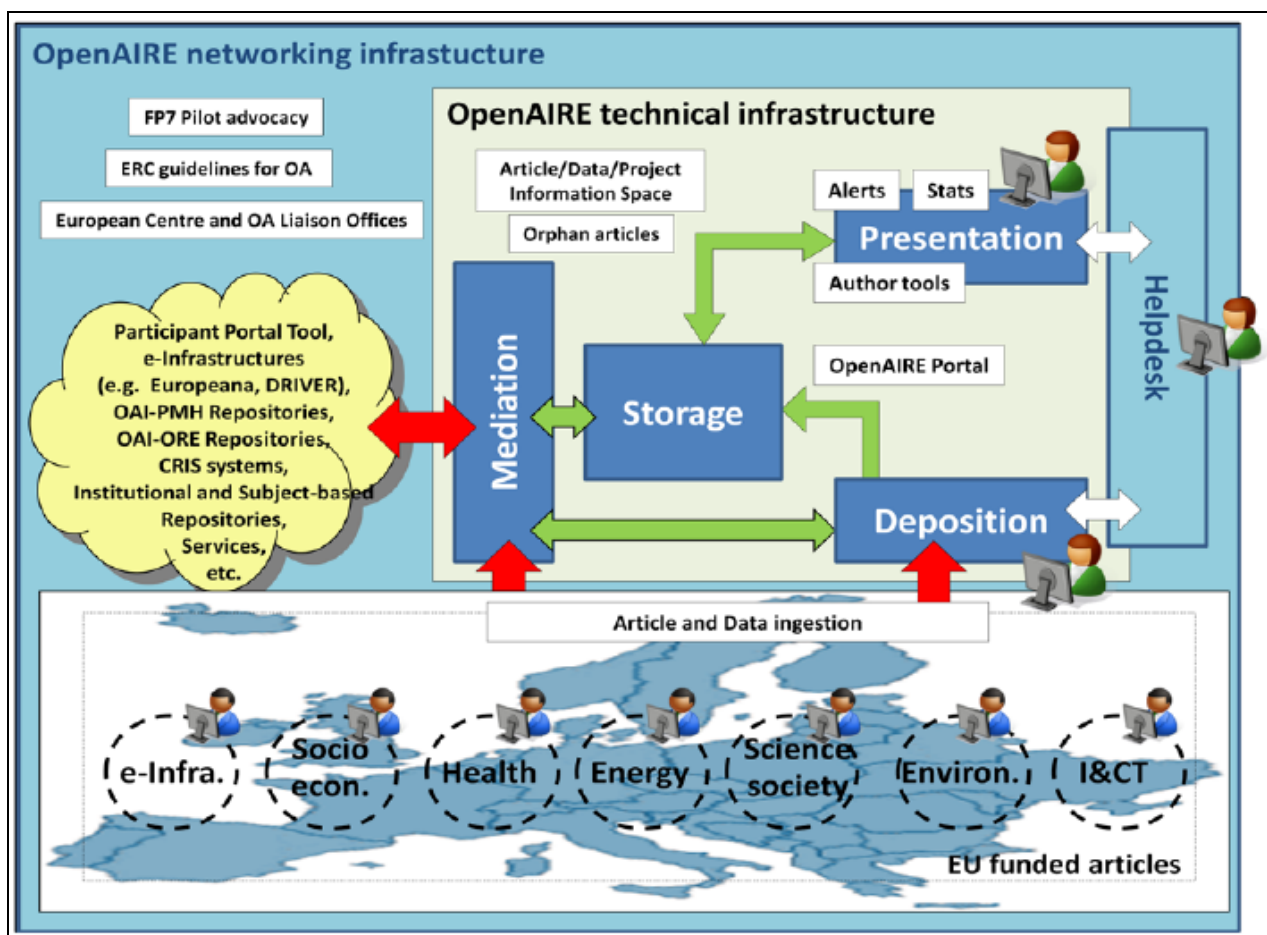 OpenAIRE networking infrastucture
FP7 Pilot advocacy
ERC guidelines for OA
European Centre and OA Liaison Offices
OpenAIRE technical infrastructure
Article/Data/Project
Information Space
Orphan articles
Alerts
Stats
Presentation
Author tools
Helpdesk
Participant Portal Tool,
e-Infrastructures
(e.g. Europeana, DRIVER),
OAI-PMH Repositories,
OAI-ORE Repositories,
CRIS systems,
Institutional and Subject-based
Repositories,
Services,
etc.
Mediation
Storage
OpenAIRE Portal
Deposition
Article and Data ingestion
e-Infra.
Socio
econ.
Health
Energy
Science
society
Environ.
I&CT
EU funded articles